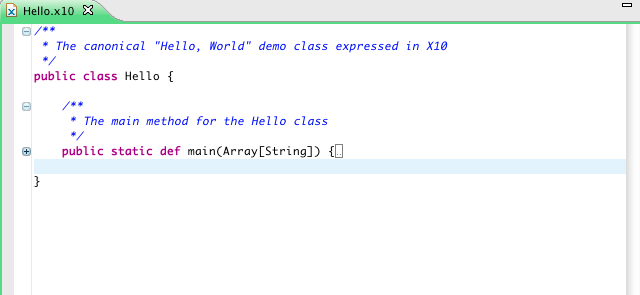 Hello.x10
/**
 * The canonical "Hello, World" demo class expressed in X10
 */
public class Hello {
    /**
     * The main method for the Hello class
     */
    public static def main(Array[String]) {..
}